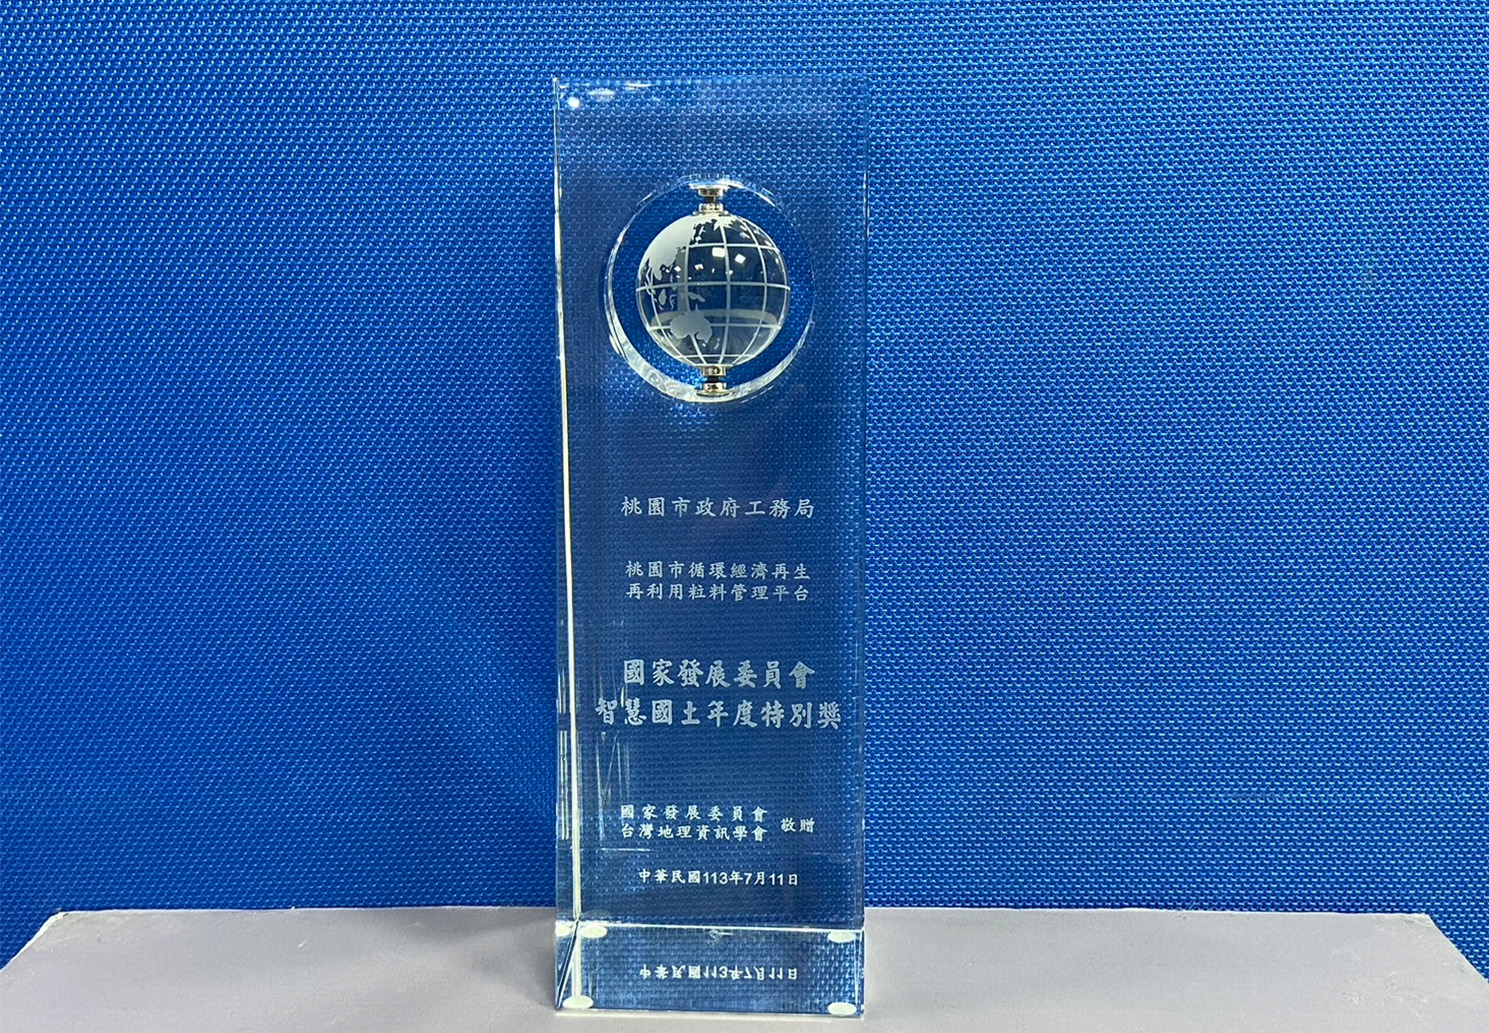 桃園市政府工務局
桃園市循環經濟再生
再利用粒料管理平台
國家發展委員會
智慧國土年度特別獎
國家發展委員會
台灣地理資訊學會 敬贈
中華民國113年7月11日